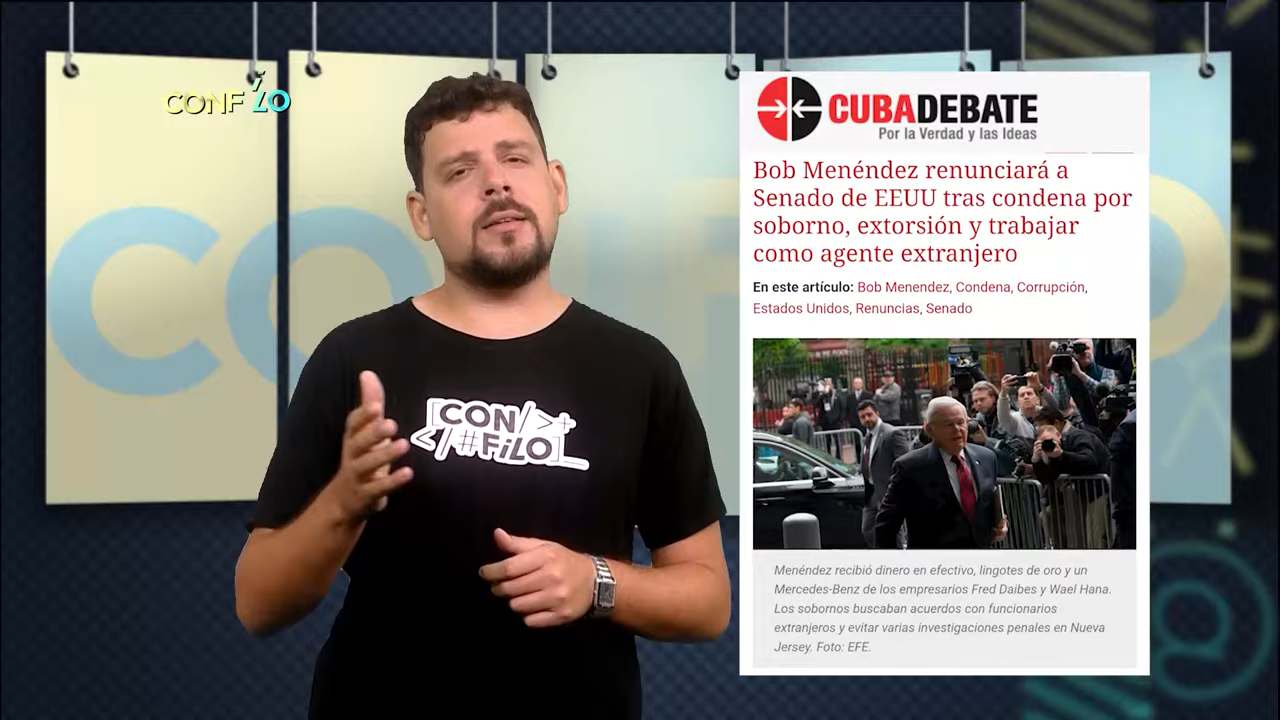 CONF iLO
CUBADEBATE
Por la Verdad y las Ideas
Bob Menéndez renunciará a
Senado de EEUU tras condena por
soborno, extorsión y trabajar
como agente extranjero
En este artículo: Bob Menendez, Condena, Corrupción,
Estados Unidos, Renuncias, Senado
Menéndez recibió dinero en efectivo, lingotes de oro y un
Mercedes-Benz de los empresarios Fred Daibes y Wael Hana.
Los sobornos buscaban acuerdos con funcionarios
extranjeros y evitar varias investigaciones penales en Nueva
Jersey. Foto: EFE.
[CON/>+
</#FiLO]_